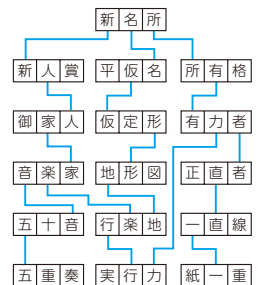 新名所
新人賞 平仮名 所有格
御家人 仮定形 有力者
音楽家 地形図 正直者
五十音 行楽地 一直線
五重奏 実行力 紙一重